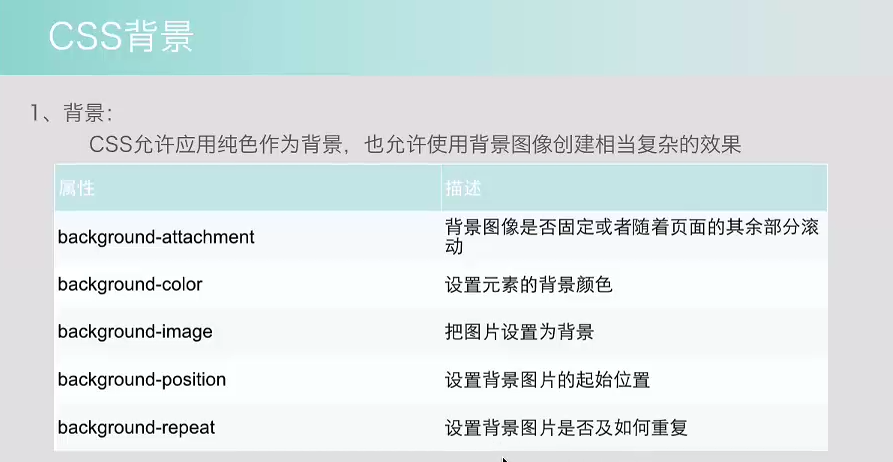 CSS背景
1、背景：
CSS允许应用纯色作为背景，也允许使用背景图像创建相当复杂的效果
属性 描述
background-attachment 背景图像是否固定或者随着页面的其余部分滚
动
background-color 设置元素的背景颜色
background-image 把图片设置为背景
background-position 设置背景图片的起始位置
background-repeat 设置背景图片是否及如何重复